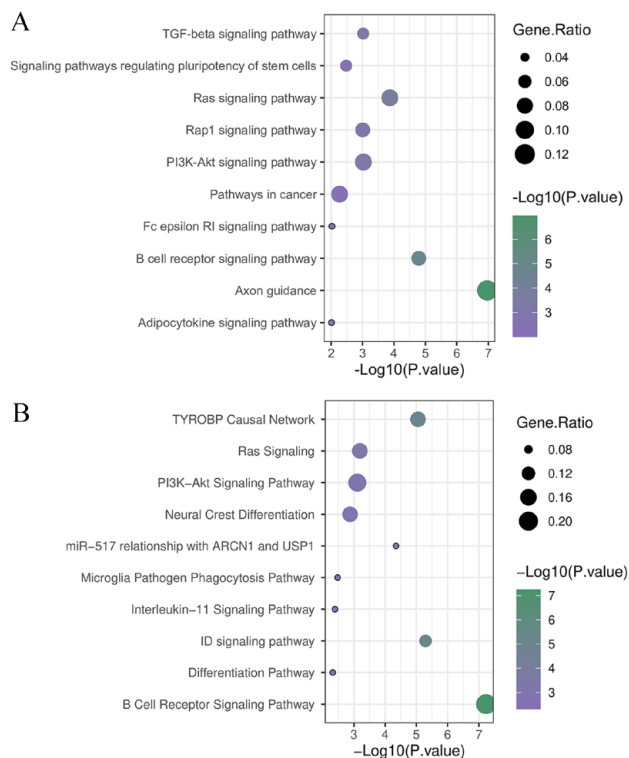 A
TGF-beta signaling pathway
Signaling pathways regulating pluripotency of stem cells
Ras signaling pathway
Rap1 signaling pathway
PI3K-Akt signaling pathway
Pathways in cancer
Fc epsilon RI signaling pathway
B cell receptor signaling pathway
Axon guidance
Adipocytokine signaling pathway
2 3 4 5 6 7
-Log10(P.value)
Gene.Ratio
0.04
0.06
0.08
0.10
0.12
-Log10(P.value)
6
5
4
3
B
TYROBP Causal Network
Ras Signaling
PI3K−Akt Signaling Pathway
Neural Crest Differentiation
miR−517 relationship with ARCN1 and USP1
Microglia Pathogen Phagocytosis Pathway
Interleukin−11 Signaling Pathway
ID signaling pathway
Differentiation Pathway
B Cell Receptor Signaling Pathway
3 4 5 6 7
−Log10(P.value)
Gene.Ratio
0.08
0.12
0.16
0.20
−Log10(P.value)
7
6
5
4
3